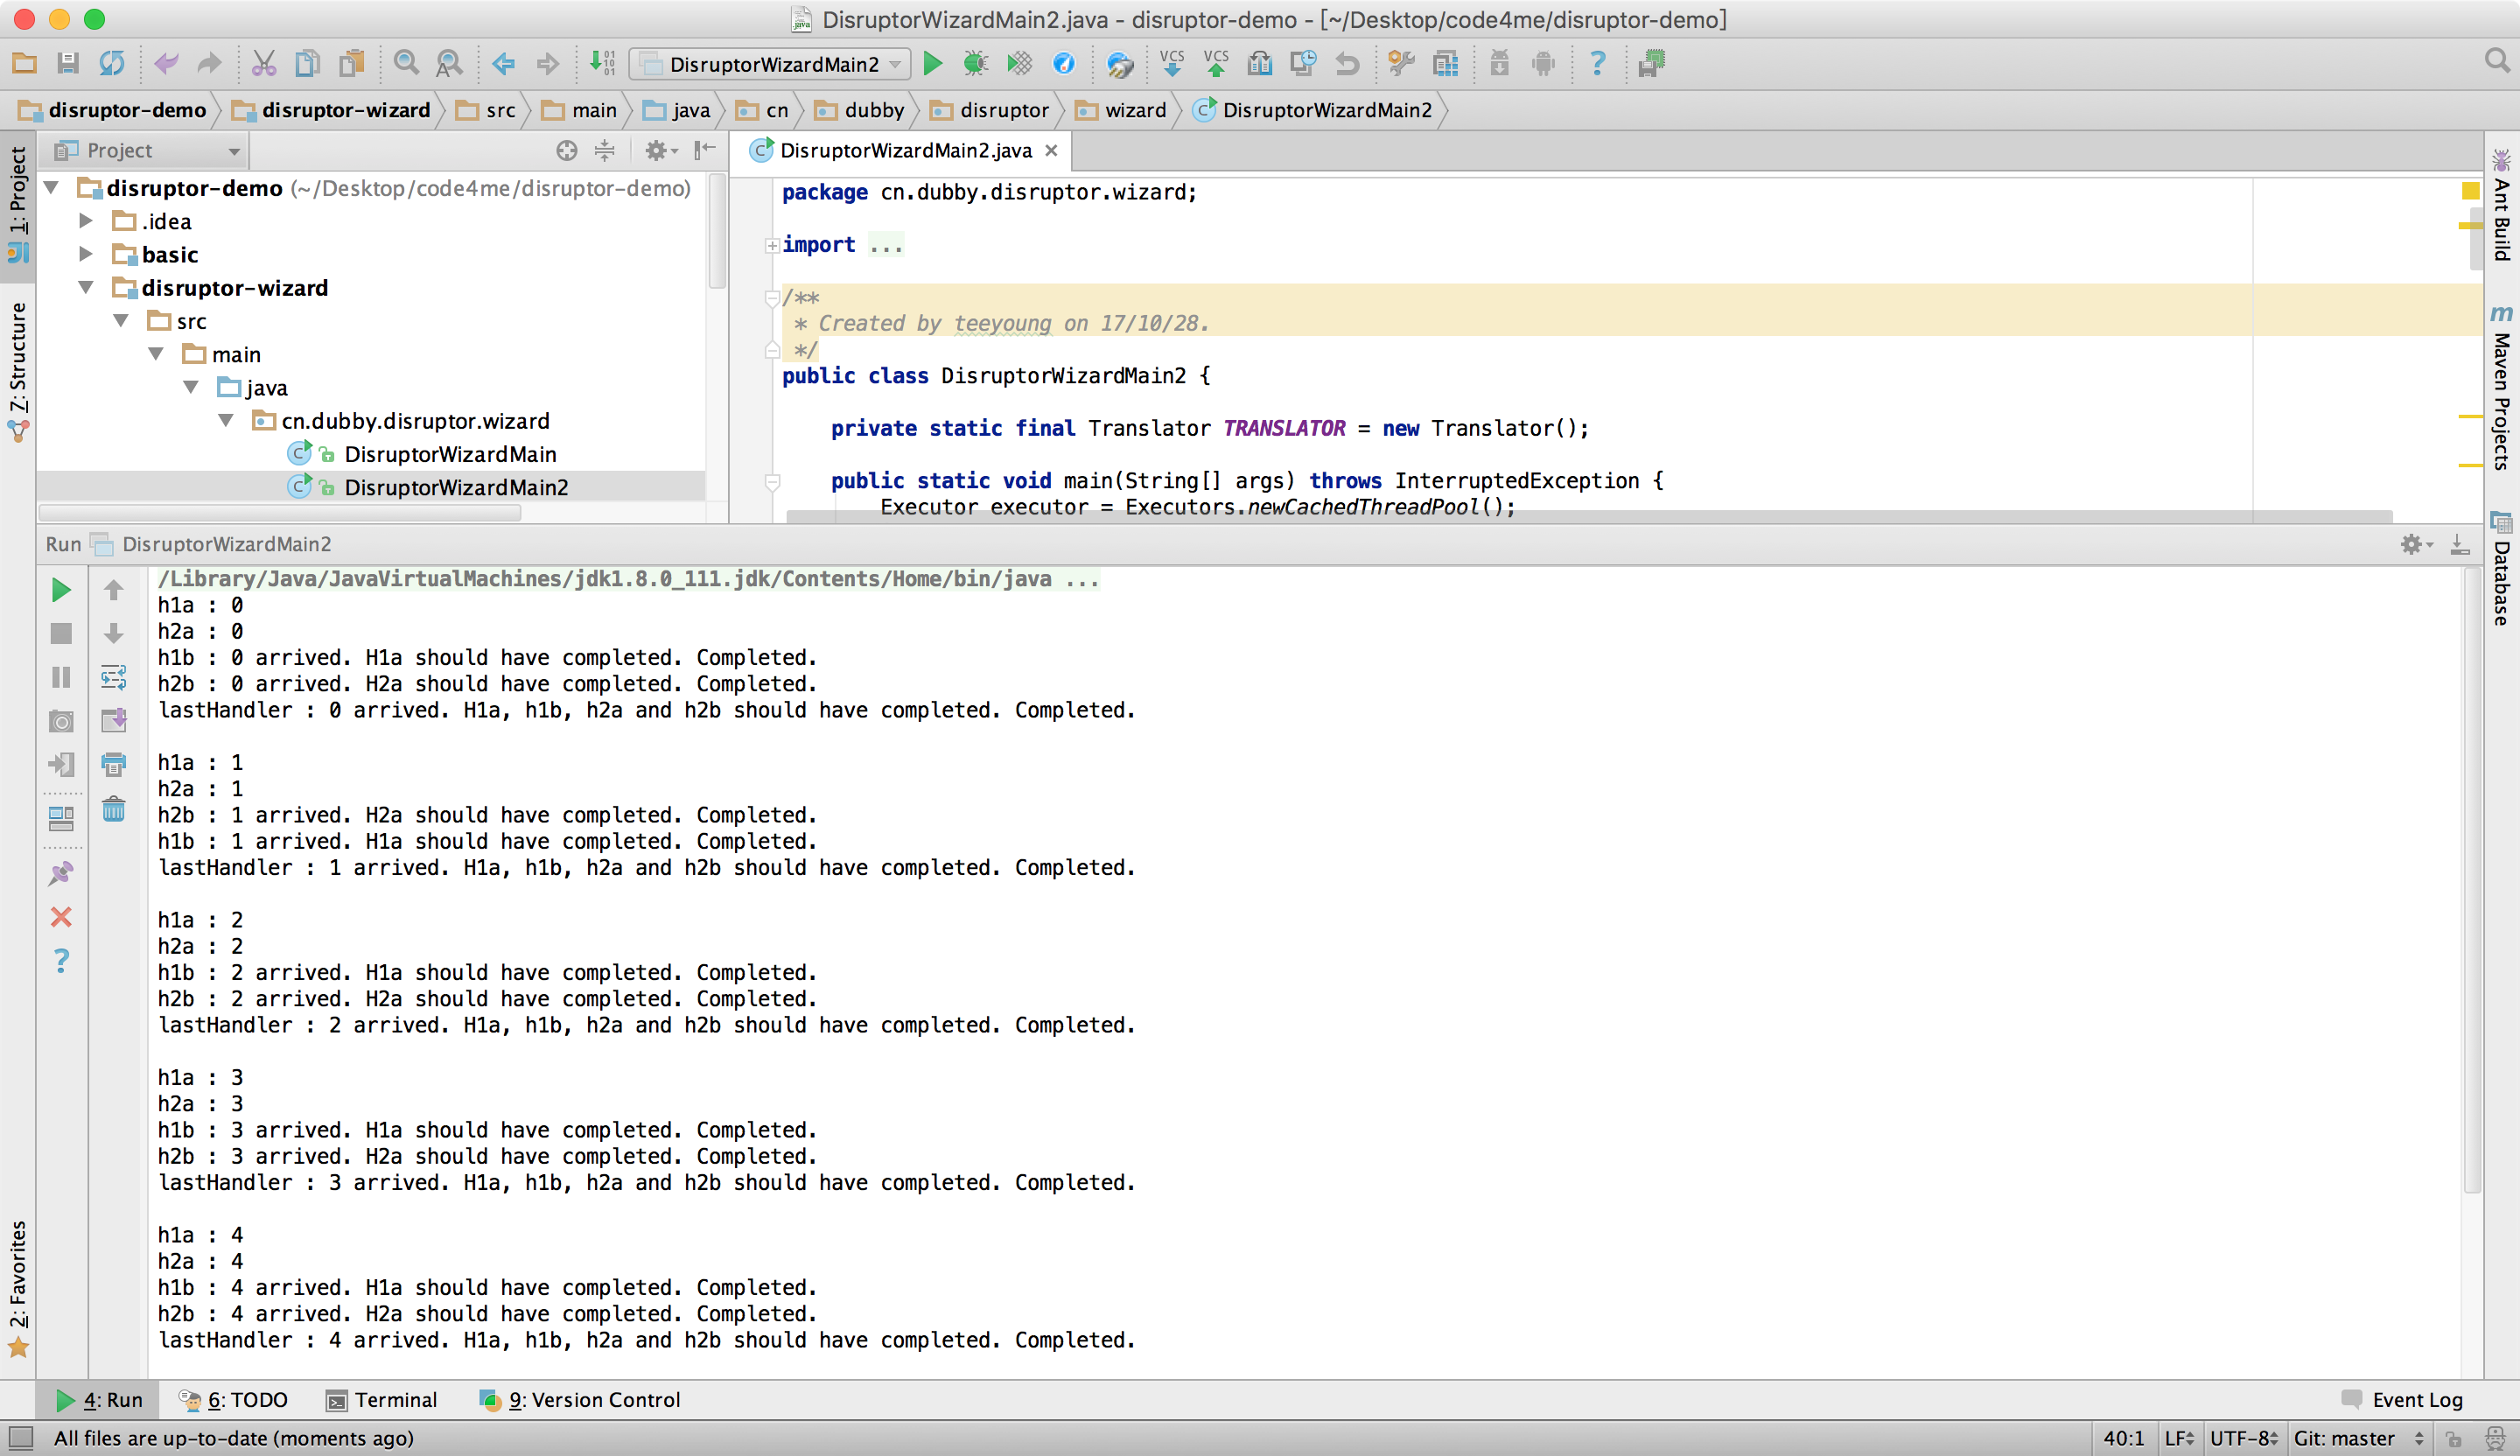 DisruptorWizardMain2.java - disruptor-demo - [~/Desktop/code4me/disruptor-demo]
DisruptorWizardMain2
VCS VCS
disruptor-demo disruptor-wizard src main java cn dubby disruptor wizard DisruptorWizardMain2
1: Project
7: Structure
2: Favorites
Project
disruptor-demo (~/Desktop/code4me/disruptor-demo)
.idea
basic
disruptor-wizard
src
main
java
cn.dubby.disruptor.wizard
DisruptorWizardMain
DisruptorWizardMain2
DisruptorWizardMain2.java
package cn.dubby.disruptor.wizard;
import ...
/**
* Created by teeyoung on 17/10/28.
*/
public class DisruptorWizardMain2 {
private static final Translator TRANSLATOR = new Translator();
public static void main(String[] args) throws InterruptedException {
Executor executor = Executors.newCachedThreadPool();
Ant Build
Maven Projects
Database
Run DisruptorWizardMain2
/Library/Java/JavaVirtualMachines/jdk1.8.0_111.jdk/Contents/Home/bin/java ...
h1a : 0
h2a : 0
h1b : 0 arrived. H1a should have completed. Completed.
h2b : 0 arrived. H2a should have completed. Completed.
lastHandler : 0 arrived. H1a, h1b, h2a and h2b should have completed. Completed.
h1a : 1
h2a : 1
h2b : 1 arrived. H2a should have completed. Completed.
h1b : 1 arrived. H1a should have completed. Completed.
lastHandler : 1 arrived. H1a, h1b, h2a and h2b should have completed. Completed.
h1a : 2
h2a : 2
h1b : 2 arrived. H1a should have completed. Completed.
h2b : 2 arrived. H2a should have completed. Completed.
lastHandler : 2 arrived. H1a, h1b, h2a and h2b should have completed. Completed.
h1a : 3
h2a : 3
h1b : 3 arrived. H1a should have completed. Completed.
h2b : 3 arrived. H2a should have completed. Completed.
lastHandler : 3 arrived. H1a, h1b, h2a and h2b should have completed. Completed.
h1a : 4
h2a : 4
h1b : 4 arrived. H1a should have completed. Completed.
h2b : 4 arrived. H2a should have completed. Completed.
lastHandler : 4 arrived. H1a, h1b, h2a and h2b should have completed. Completed.
4: Run 6: TODO Terminal 9: Version Control Event Log
All files are up-to-date (moments ago) 40:1 LF UTF-8 Git: master